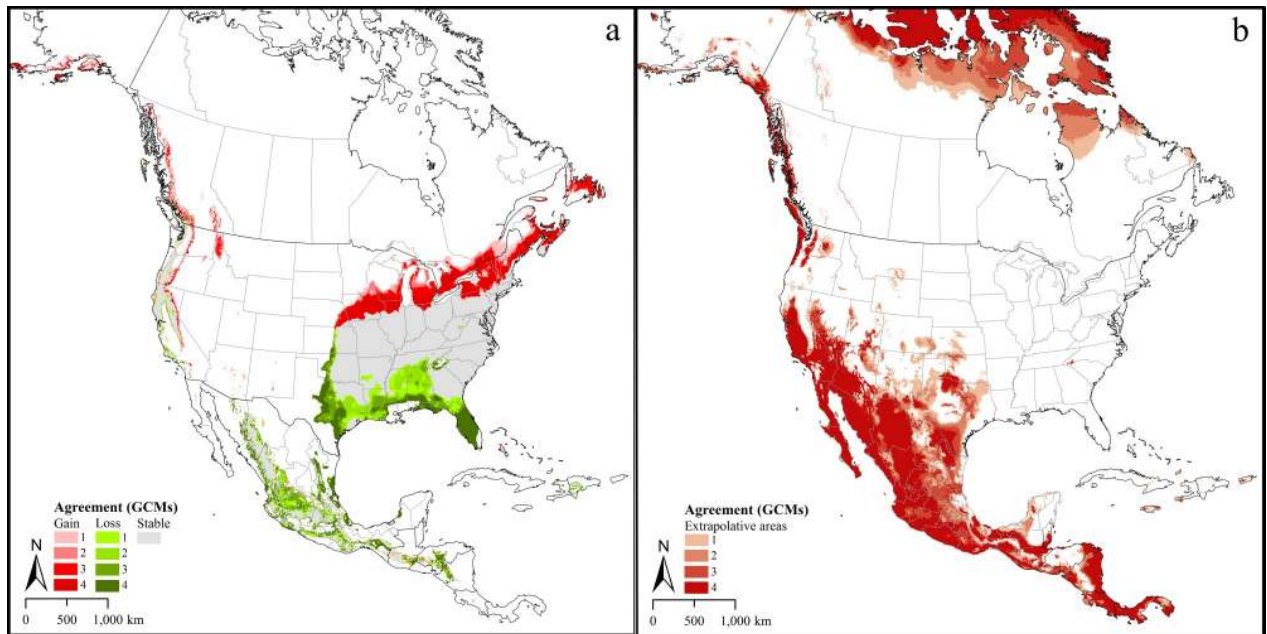 a
Agreement (GCMs)
Gain Loss Stable
1 1
2 2
3 3
4 4
N
0 500 1,000 km
b
Agreement (GCMs)
Extrapolative areas
1
2
3
4
N
0 500 1,000 km